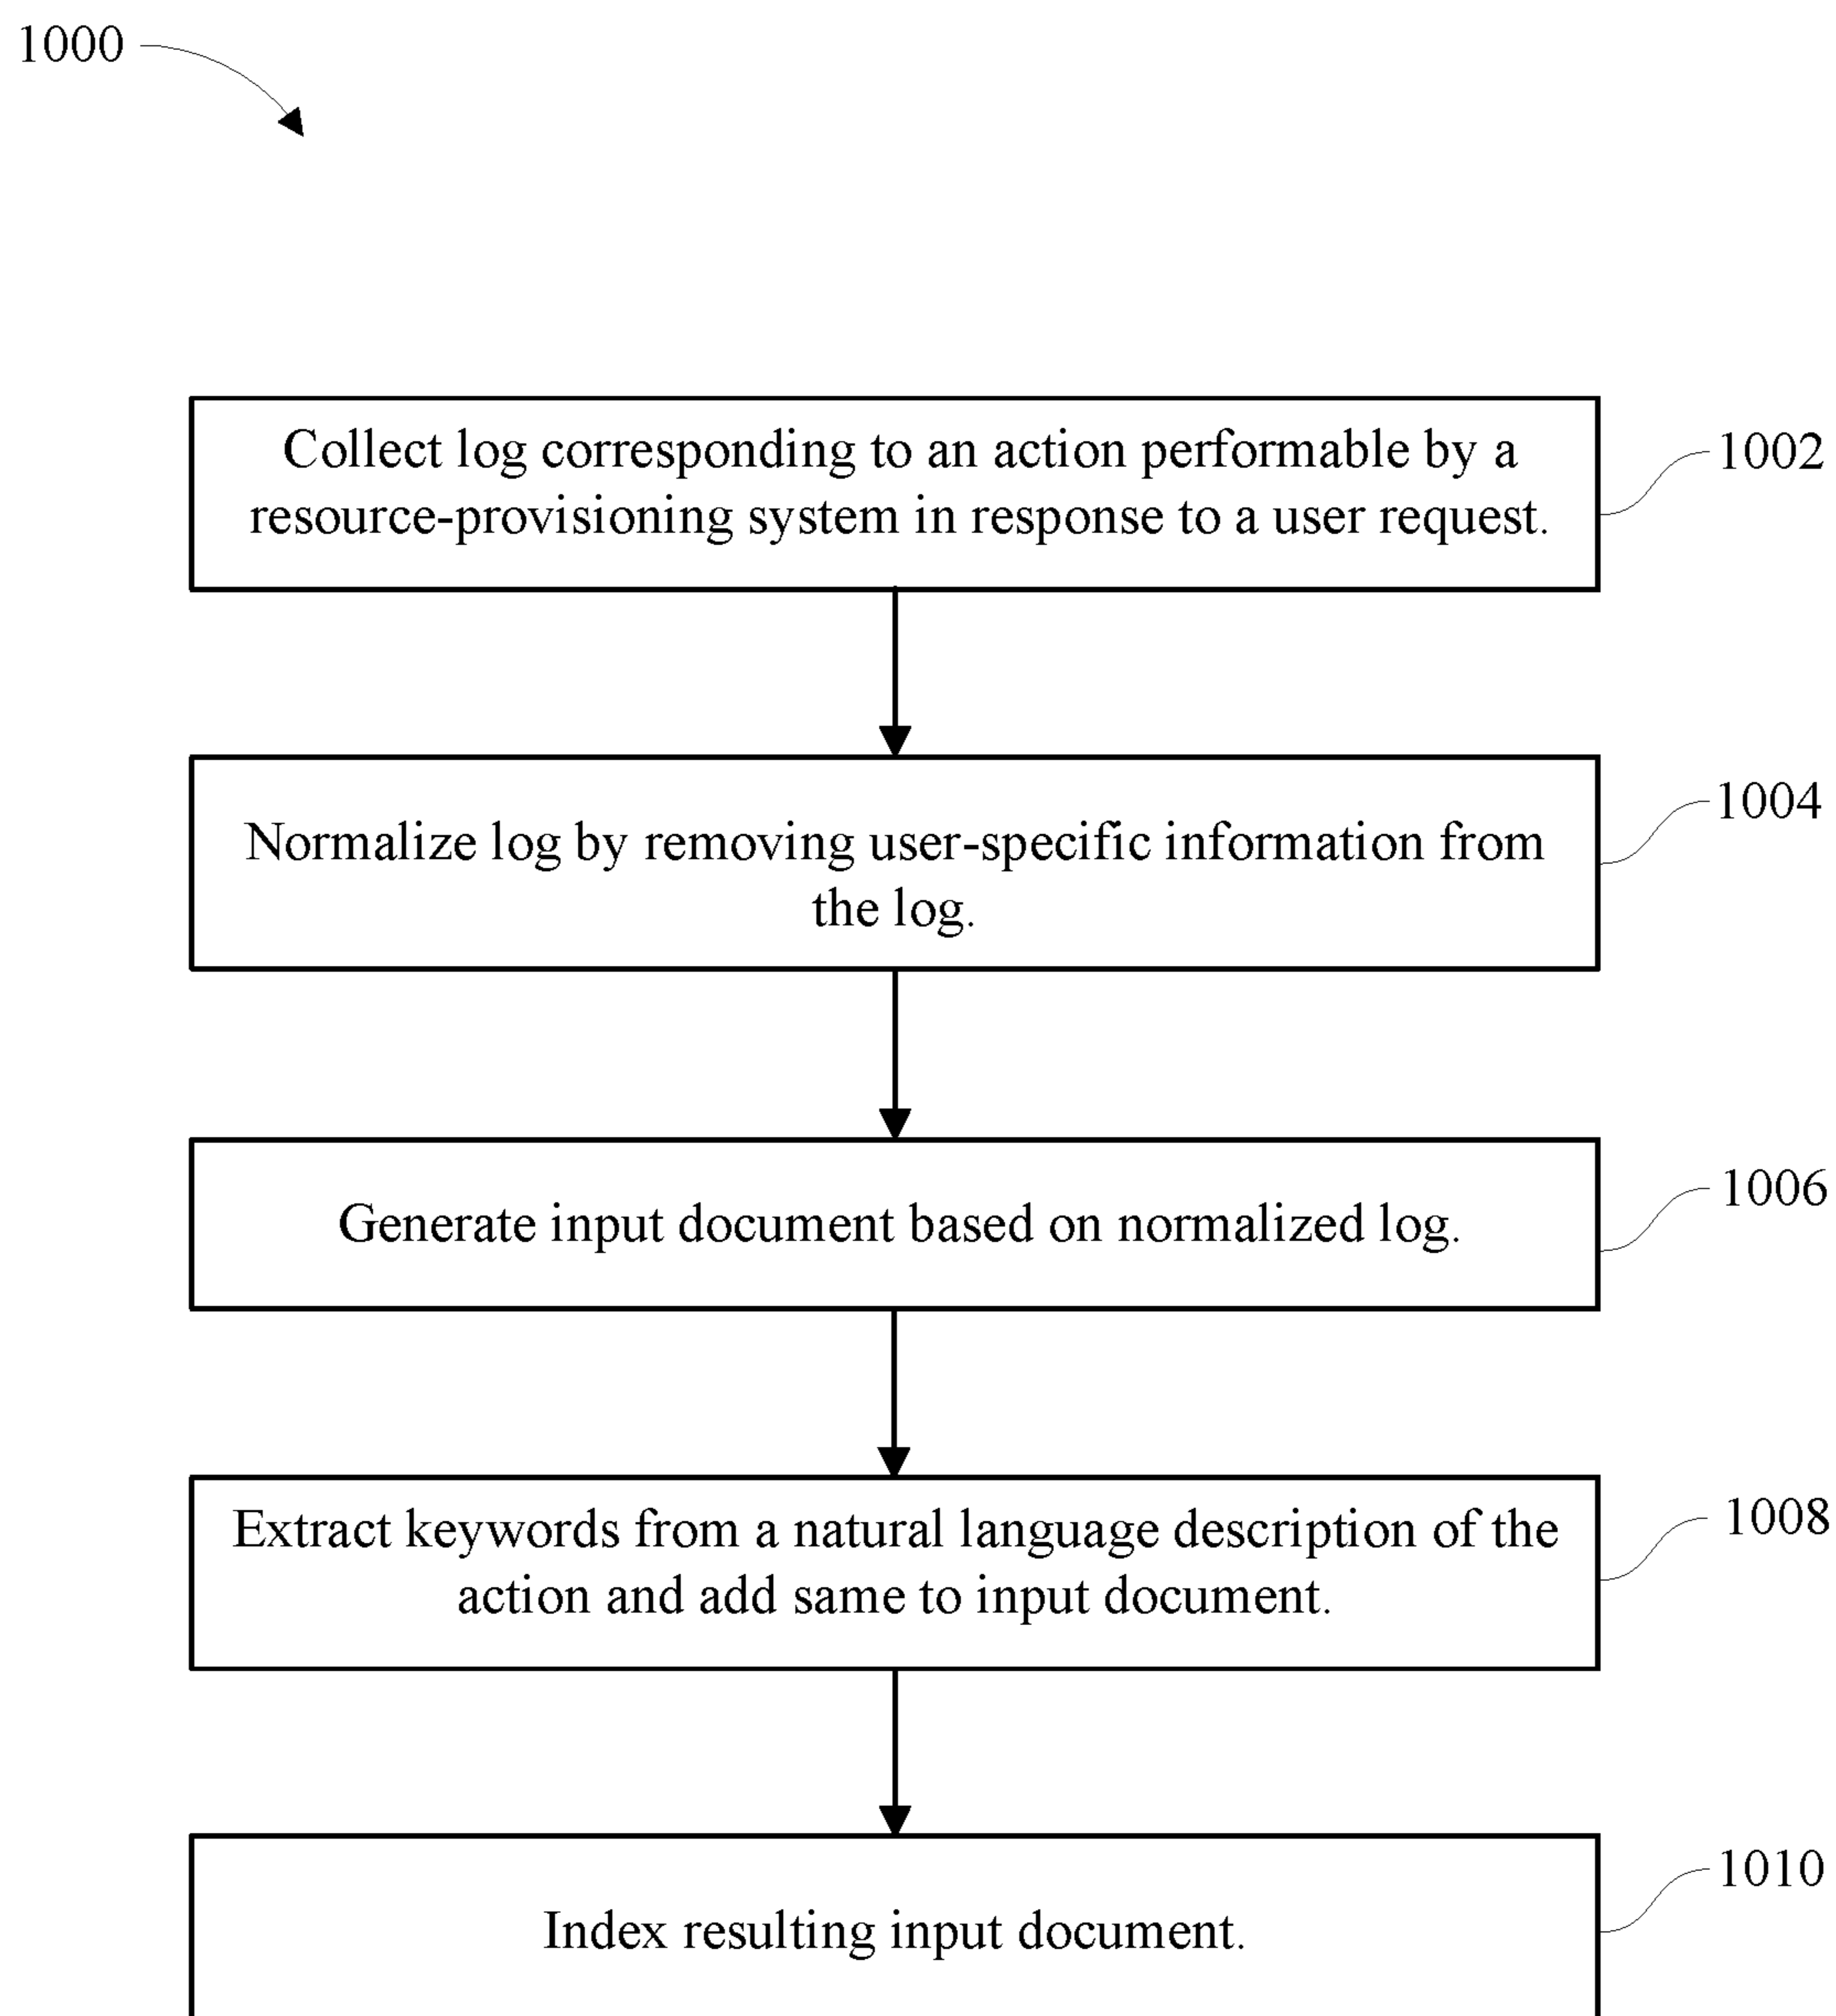 1000
Collect log corresponding to an action performable by a
resource-provisioning system in response to a user request.
1002
Normalize log by removing user-specific information from
the log.
1004
Generate input document based on normalized log.
1006
Extract keywords from a natural language description of the
action and add same to input document.
1008
Index resulting input document.
1010